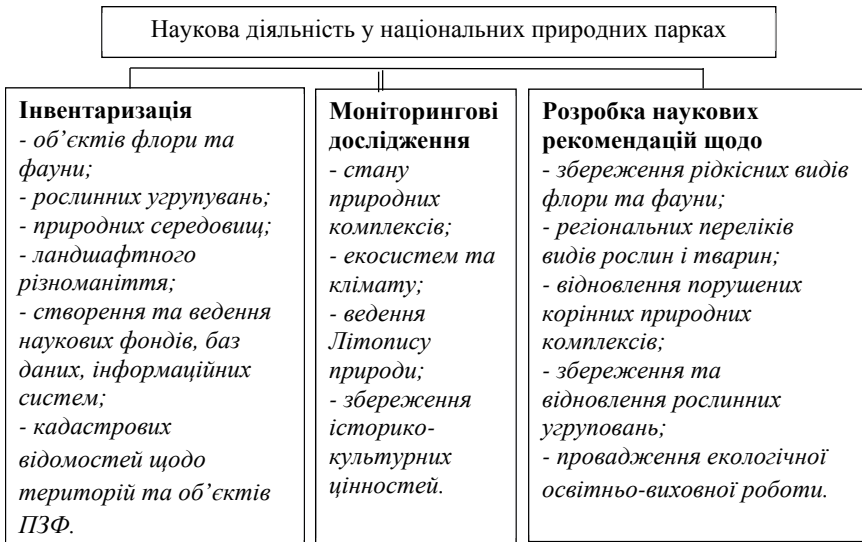 Наукова діяльність у національних природних парках
Інвентаризація
- об’єктів флори та
фауни;
- рослинних угрупувань;
- природних середовищ;
- ландшафтного
різноманіття;
- створення та ведення
наукових фондів, баз
даних, інформаційних
систем;
- кадастрових
відомостей щодо
територій та об’єктів
ПЗФ.
Моніторингові
дослідження
- стану
природних
комплексів;
- екосистем та
клімату;
- ведення
Літопису
природи;
- збереження
історико-
культурних
цінностей.
Розробка наукових
рекомендацій щодо
- збереження рідкісних видів
флори та фауни;
- регіональних переліків
видів рослин і тварин;
- відновлення порушених
корінних природних
комплексів;
- збереження та
відновлення рослинних
угруповань;
- провадження екологічної
освітньо-виховної роботи.